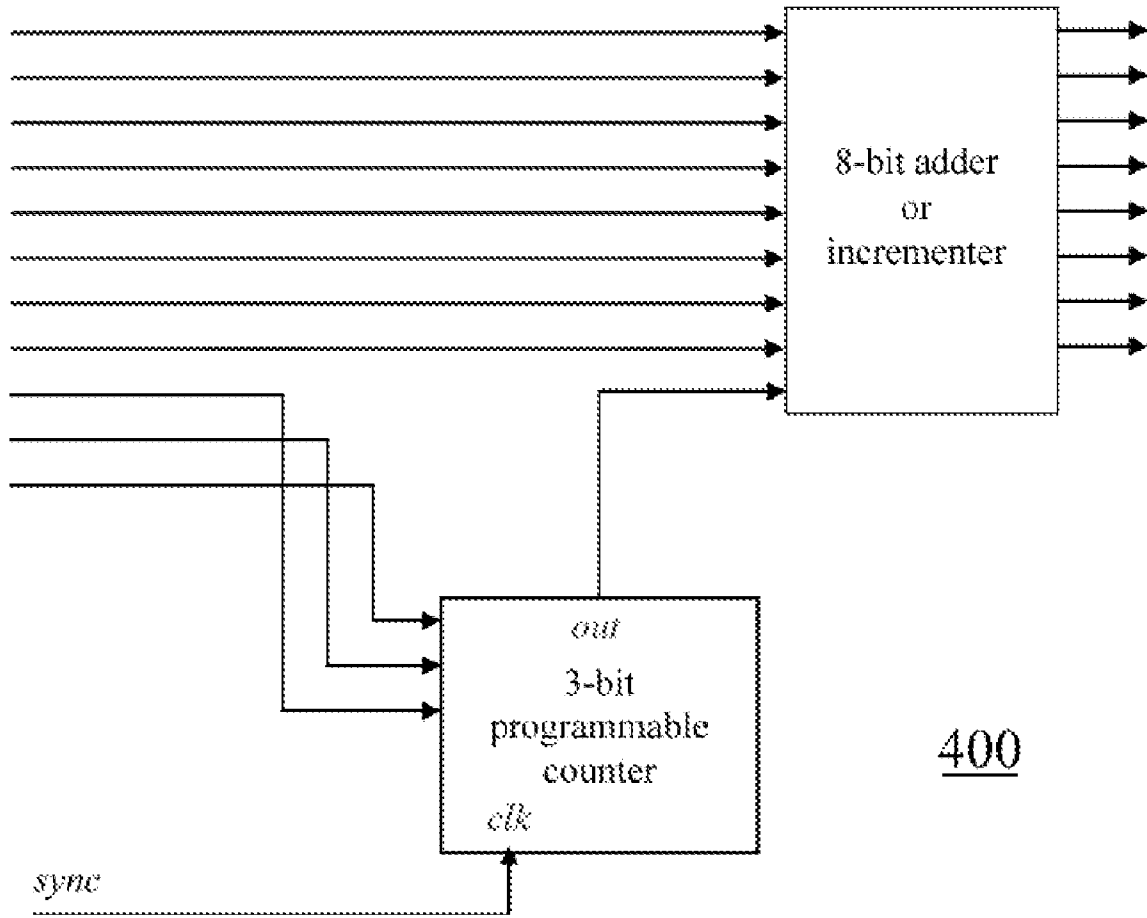 8-bit adder
or
incrementer
out
3-bit
programmable
counter
clk
400
sync